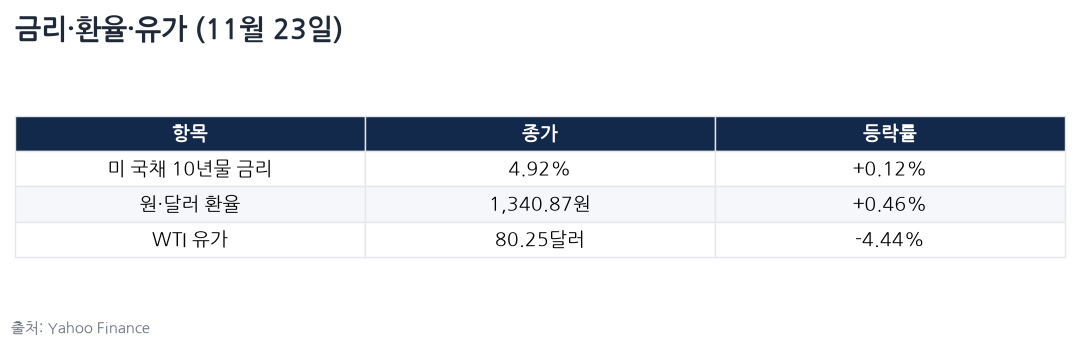 금리·환율·유가 (11월 23일)
항목 종가 등락률
미 국채 10년물 금리 4.92% +0.12%
원·달러 환율 1,340.87원 +0.46%
WTI 유가 80.25달러 -4.44%
출처: Yahoo Finance